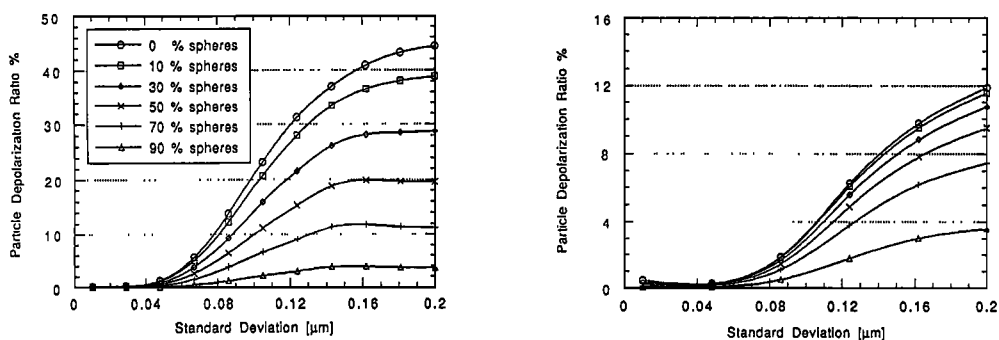 50
40
30
20
10
0
Particle Depolarization Ratio %
0 % spheres
10 % spheres
30 % spheres
50 % spheres
70 % spheres
90 % spheres
0 0.04 0.08 0.12 0.16 0.2
Standard Deviation [µm]
16
12
8
4
0
Particle Depolarization Ratio %
0 0.04 0.08 0.12 0.16 0.2
Standard Deviation [µm]